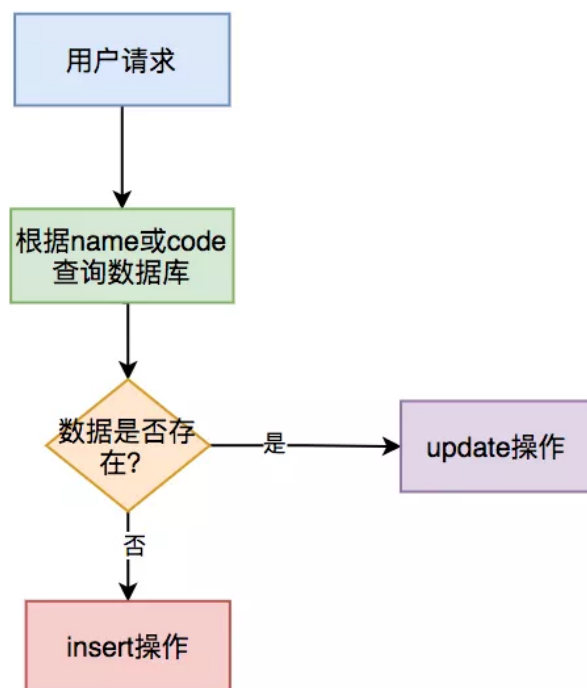 用户请求
根据name或code
查询数据库
数据是否存
在?
是
update操作
否
insert操作